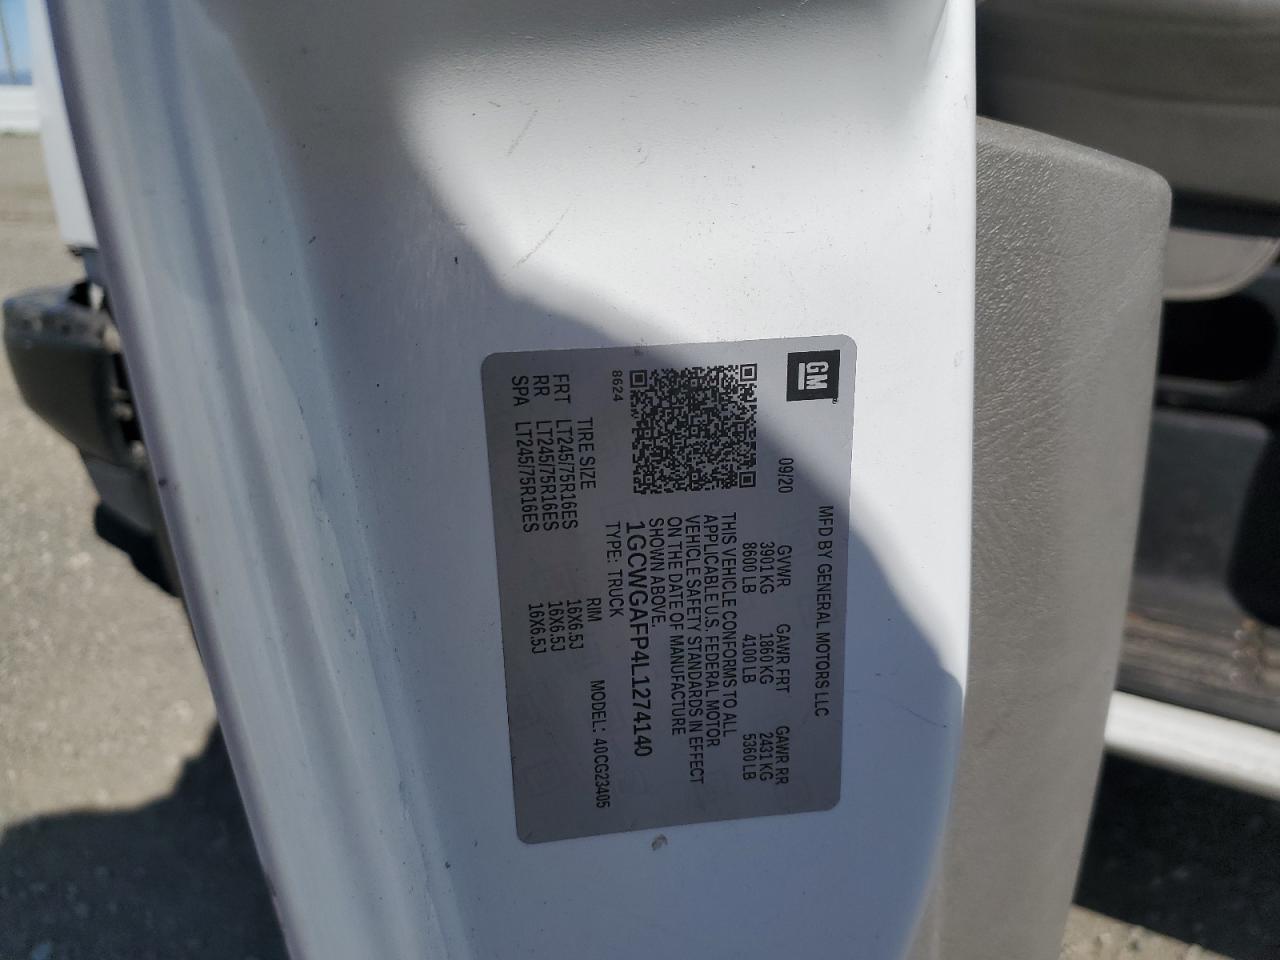 GM
MFD BY GENERAL MOTORS LLC
09/20
GVWR GAWR FRT GAWR RR
3901 KG 1860 KG 2431 KG
8600 LB 4100 LB 5360 LB
THIS VEHICLE CONFORMS TO ALL
APPLICABLE U.S. FEDERAL MOTOR
VEHICLE SAFETY STANDARDS IN EFFECT
ON THE DATE OF MANUFACTURE
SHOWN ABOVE.
1GCWGAFP4L1274140
8624
TYPE: TRUCK MODEL: 40CG23405
TIRE SIZE RIM
FRT LT245/75R16ES 16X6.5J
RR LT245/75R16ES 16X6.5J
SPA LT245/75R16ES 16X6.5J